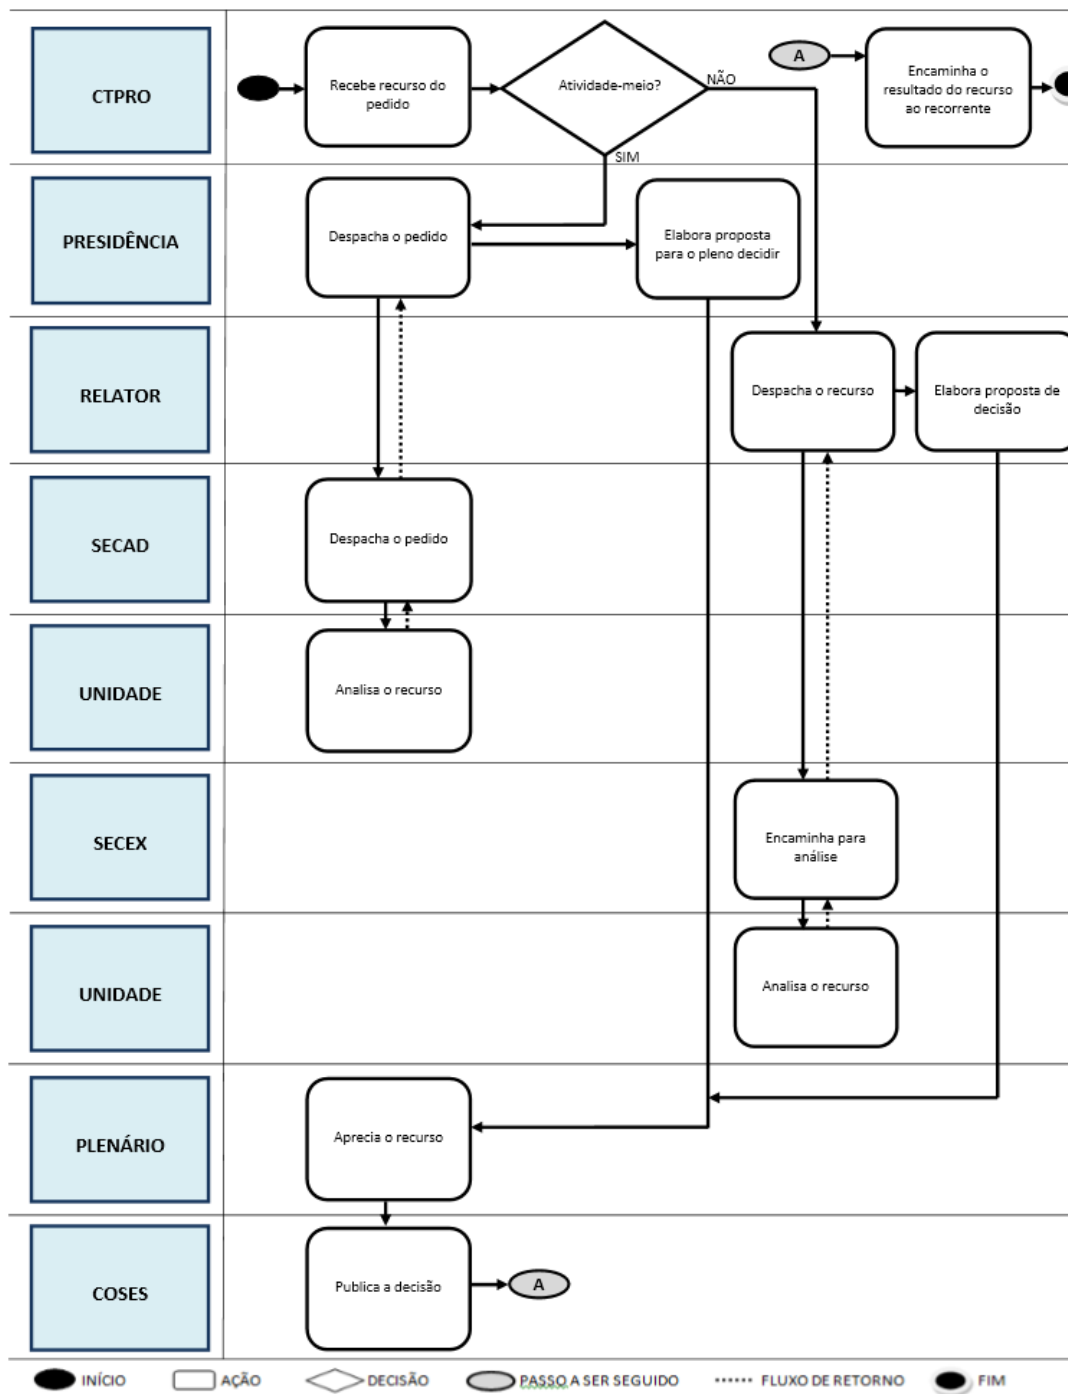 CTPRO
Recebe recurso do
pedido
Atividade-meio?
NÃO
SIM
A
Encaminha o
resultado do recurso
ao recorrente
PRESIDÊNCIA
Despacha o pedido
Elabora proposta
para o pleno decidir
RELATOR
Despacha o recurso
Elabora proposta de
decisão
SECAD
Despacha o pedido
UNIDADE
Analisa o recurso
SECEX
Encaminha para
análise
UNIDADE
Analisa o recurso
PLENÁRIO
Aprecia o recurso
COSES
Publica a decisão
A
INÍCIO
AÇÃO
DECISÃO
PASSO A SER SEGUIDO
FLUXO DE RETORNO
FIM